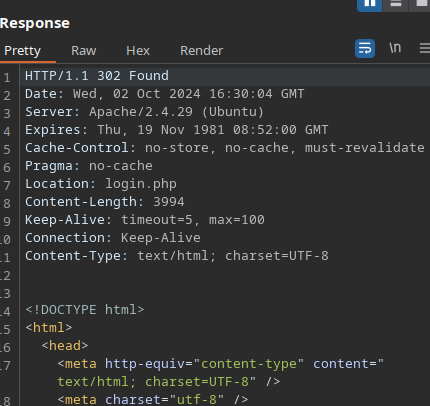 Response
Pretty Raw Hex Render \n
1 HTTP/1.1 302 Found
2 Date: Wed, 02 Oct 2024 16:30:04 GMT
3 Server: Apache/2.4.29 (Ubuntu)
4 Expires: Thu, 19 Nov 1981 08:52:00 GMT
5 Cache-Control: no-store, no-cache, must-revalidate
6 Pragma: no-cache
7 Location: login.php
8 Content-Length: 3994
9 Keep-Alive: timeout=5, max=100
10 Connection: Keep-Alive
11 Content-Type: text/html; charset=UTF-8
12
13
14 <!DOCTYPE html>
15 <html>
16 <head>
17 <meta http-equiv="content-type" content="
text/html; charset=UTF-8" />
18 <meta charset="utf-8" />